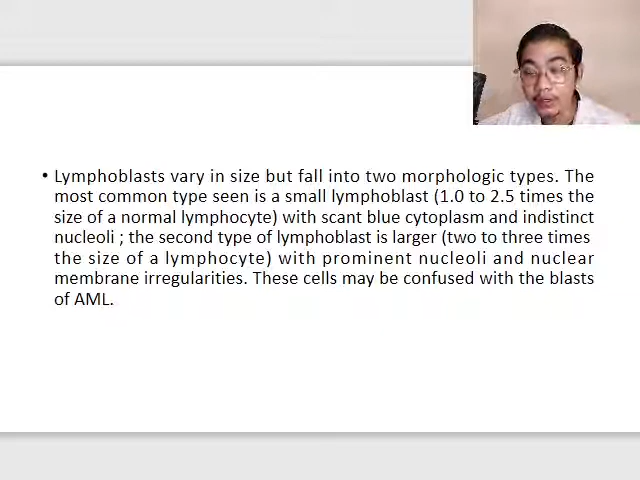 • Lymphoblasts vary in size but fall into two morphologic types. The
most common type seen is a small lymphoblast (1.0 to 2.5 times the
size of a normal lymphocyte) with scant blue cytoplasm and indistinct
nucleoli ; the second type of lymphoblast is larger (two to three times
the size of a lymphocyte) with prominent nucleoli and nuclear
membrane irregularities. These cells may be confused with the blasts
of AML.